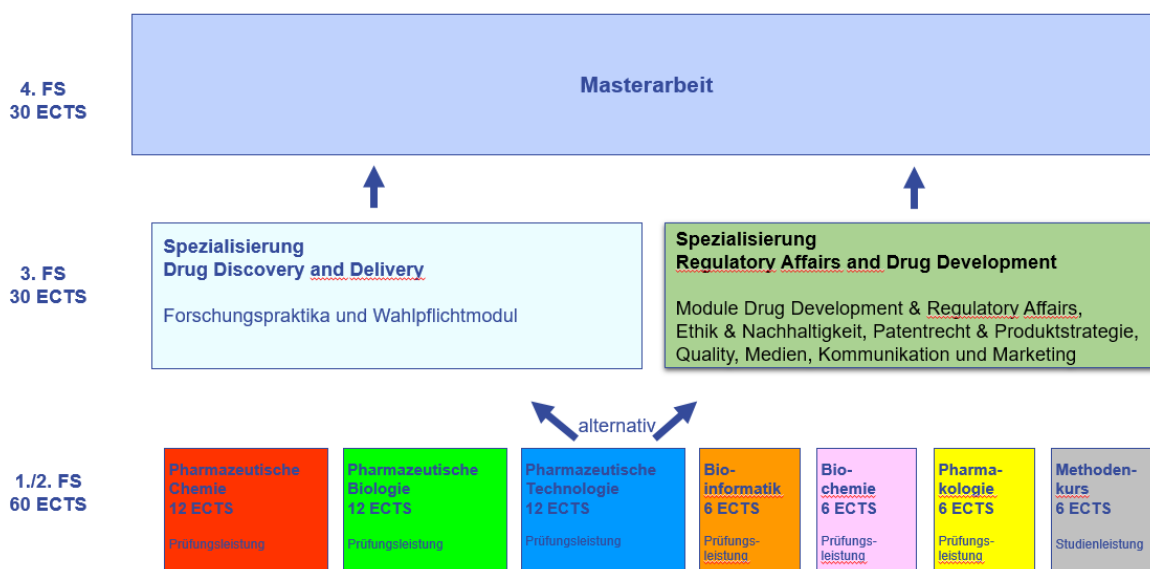 4. FS
30 ECTS
Masterarbeit
3. FS
30 ECTS
Spezialisierung
Drug Discovery and Delivery
Forschungspraktika und Wahlpflichtmodul
Spezialisierung
Regulatory Affairs and Drug Development
Module Drug Development & Regulatory Affairs,
Ethik & Nachhaltigkeit, Patentrecht & Produktstrategie,
Quality, Medien, Kommunikation und Marketing
alternativ
1./2. FS
60 ECTS
Pharmazeutische
Chemie
12 ECTS
Prüfungsleistung
Pharmazeutische
Biologie
12 ECTS
Prüfungsleistung
Pharmazeutische
Technologie
12 ECTS
Prüfungsleistung
Bio-
informatik
6 ECTS
Prüfungs-
leistung
Bio-
chemie
6 ECTS
Prüfungs-
leistung
Pharma-
kologie
6 ECTS
Prüfungs-
leistung
Methoden-
kurs
6 ECTS
Studienleistung